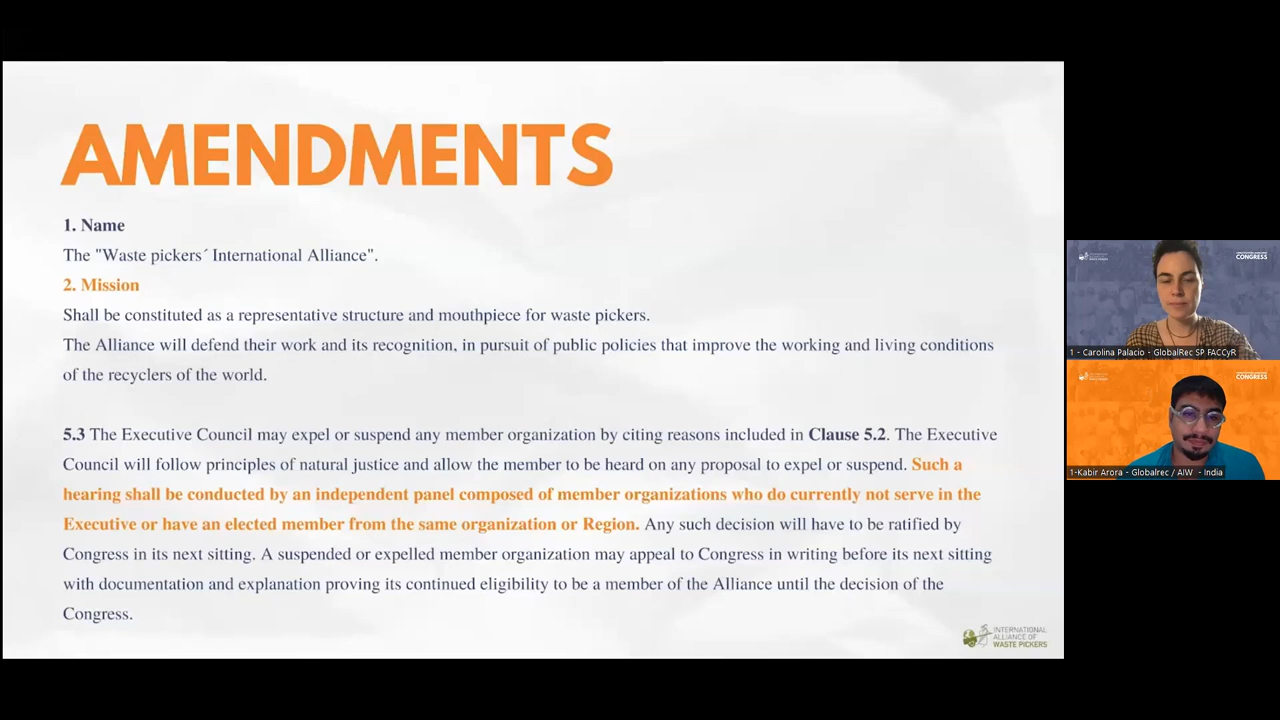 AMENDMENTS
1. Name
The "Waste pickers´ International Alliance".
2. Mission
Shall be constituted as a representative structure and mouthpiece for waste pickers.
The Alliance will defend their work and its recognition, in pursuit of public policies that improve the working and living conditions
of the recyclers of the world.
5.3 The Executive Council may expel or suspend any member organization by citing reasons included in Clause 5.2. The Executive
Council will follow principles of natural justice and allow the member to be heard on any proposal to expel or suspend. Such a
hearing shall be conducted by an independent panel composed of member organizations who do currently not serve in the
Executive or have an elected member from the same organization or Region. Any such decision will have to be ratified by
Congress in its next sitting. A suspended or expelled member organization may appeal to Congress in writing before its next sitting
with documentation and explanation proving its continued eligibility to be a member of the Alliance until the decision of the
Congress.
INTERNATIONAL
ALLIANCE OF
WASTE PICKERS
CONGRESS
1 - Carolina Palacio - GlobalRec SP FACCyR
CONGRESS
1-Kabir Arora - Globalrec / AIW - India